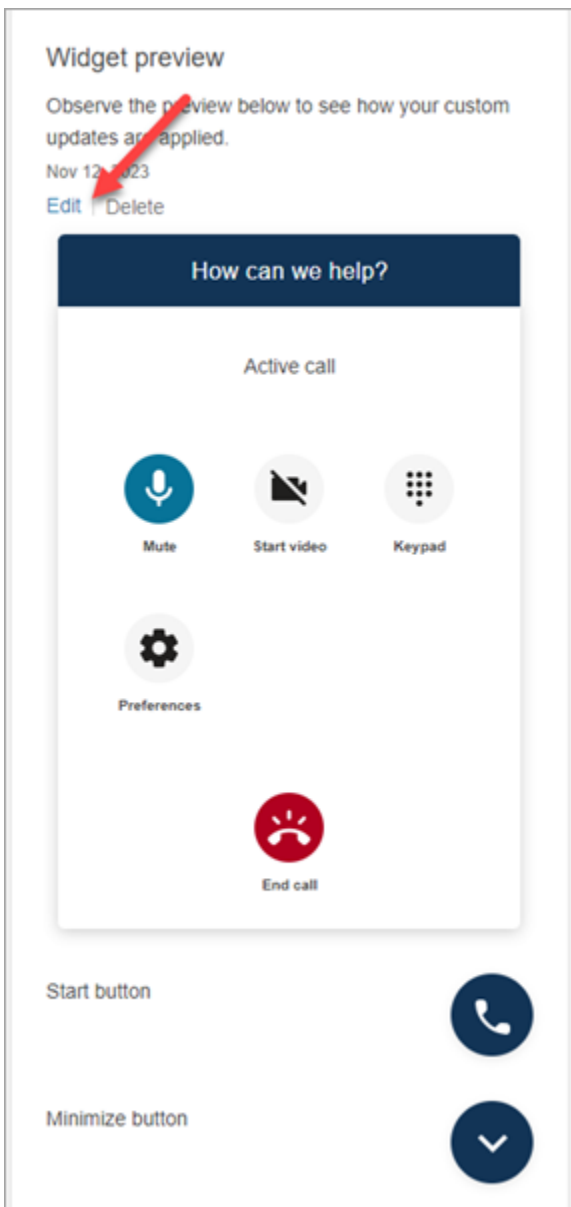 Widget preview
Observe the preview below to see how your custom
updates are applied.
Nov 12, 2023
Edit | Delete
How can we help?
Active call
Mute Start video Keypad
Preferences
End call
Start button
Minimize button